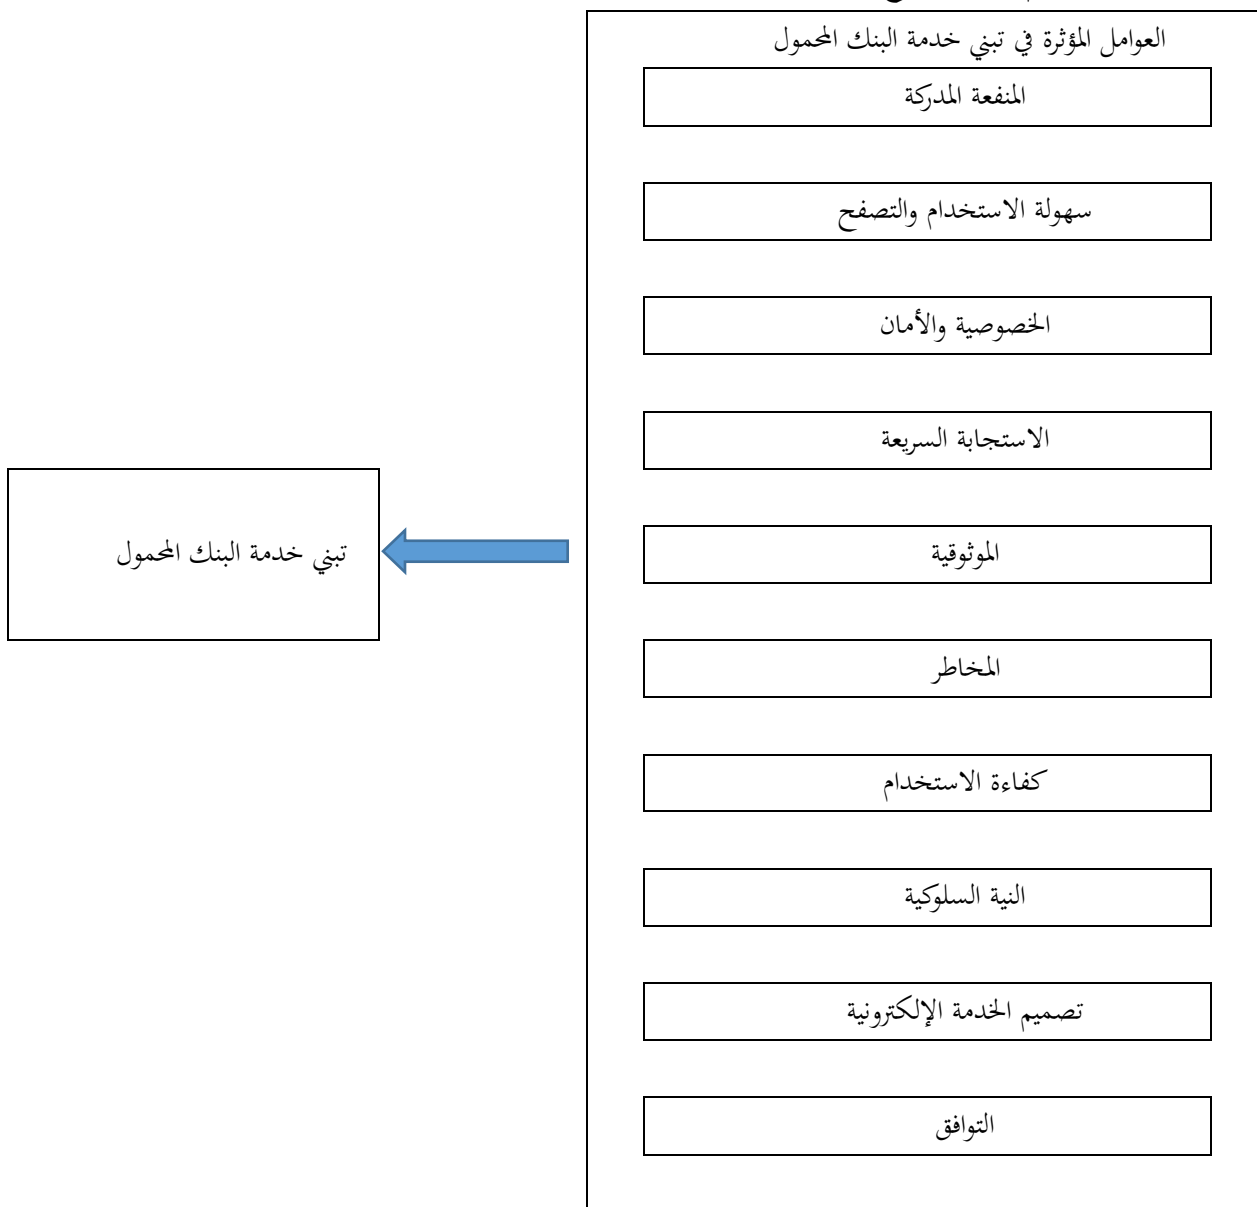 العوامل المؤثرة في تبني خدمة البنك المحمول
المنفعة المدركة
سهولة الاستخدام والتصفح
الخصوصية والأمان
الاستجابة السريعة
الموثوقية
المخاطر
كفاءة الاستخدام
النية السلوكية
تصميم الخدمة الإلكترونية
التوافق
تبني خدمة البنك المحمول